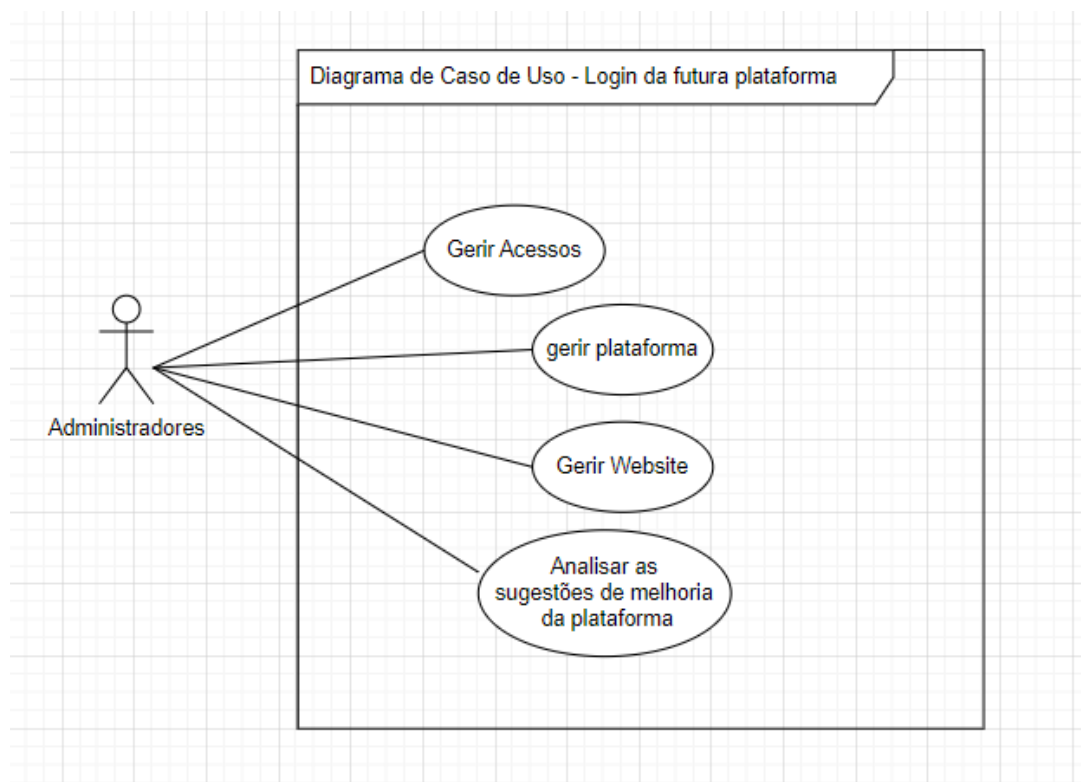 Diagrama de Caso de Uso - Login da futura plataforma
Gerir Acessos
gerir plataforma
Administradores
Gerir Website
Analisar as
sugestões de melhoria
da plataforma